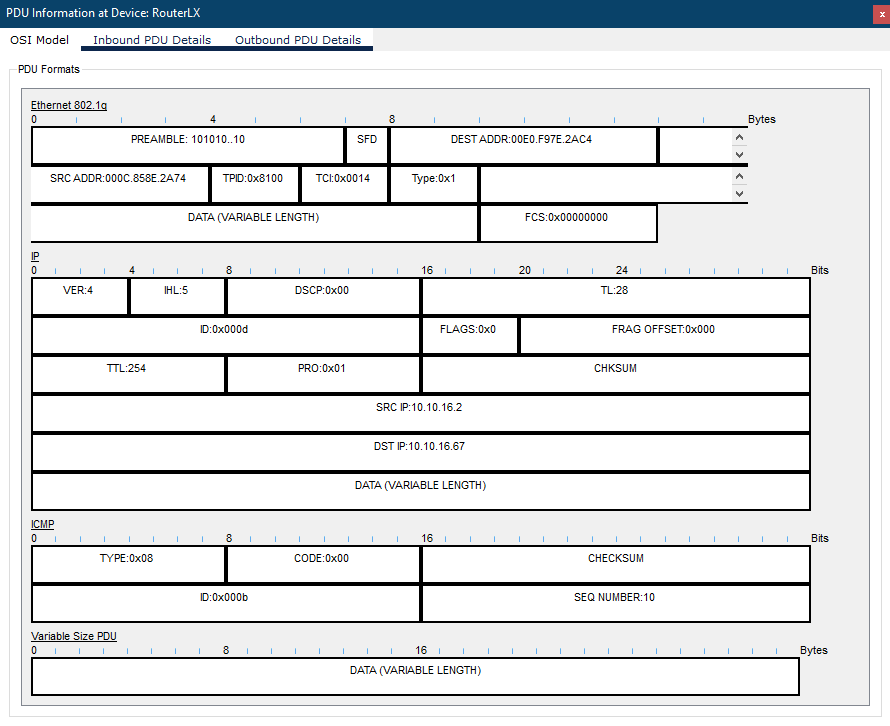 PDU Information at Device: RouterLX
x
OSI Model Inbound PDU Details Outbound PDU Details
PDU Formats
Ethernet 802.1q
0 4 8 Bytes
PREAMBLE: 101010..10 SFD DEST ADDR:00E0.F97E.2AC4
SRC ADDR:000C.858E.2A74 TPID:0x8100 TCI:0x0014 Type:0x1
DATA (VARIABLE LENGTH) FCS:0x00000000
IP
0 4 8 16 20 24 Bits
VER:4 IHL:5 DSCP:0x00 TL:28
ID:0x000d FLAGS:0x0 FRAG OFFSET:0x000
TTL:254 PRO:0x01 CHKSUM
SRC IP:10.10.16.2
DST IP:10.10.16.67
DATA (VARIABLE LENGTH)
ICMP
0 8 16 Bits
TYPE:0x08 CODE:0x00 CHECKSUM
ID:0x000b SEQ NUMBER:10
Variable Size PDU
0 8 16 Bytes
DATA (VARIABLE LENGTH)